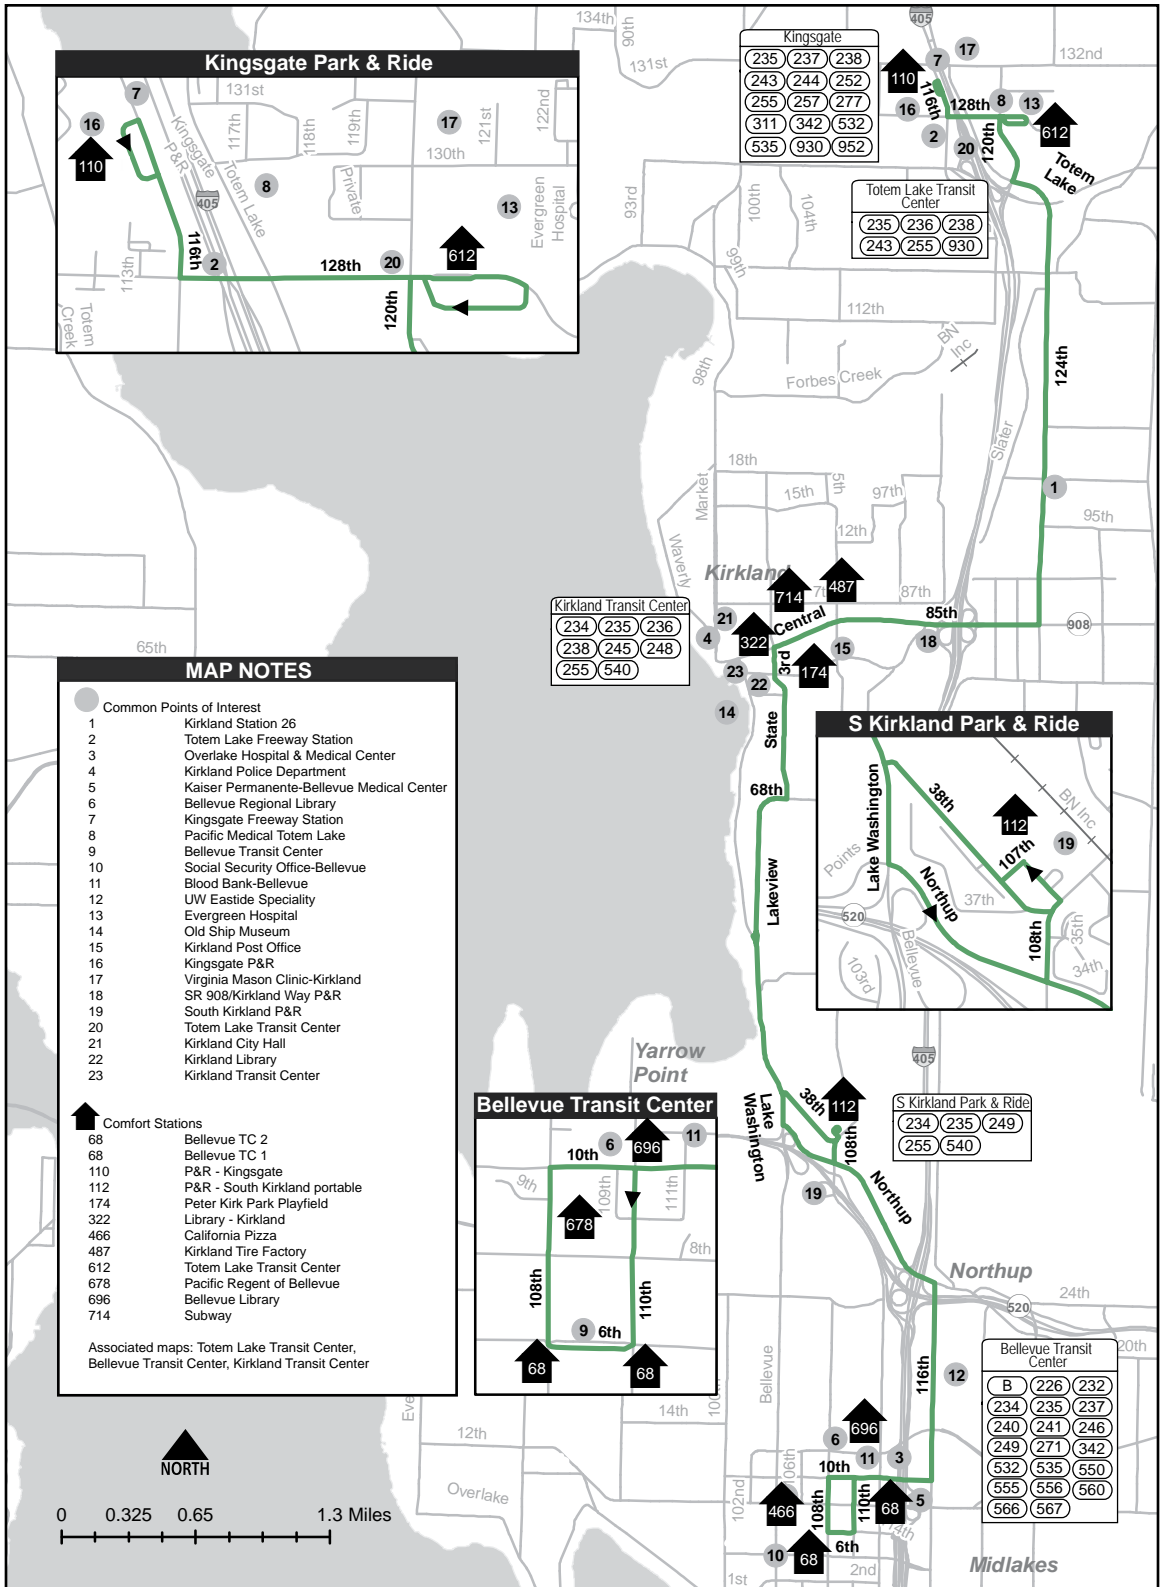 Kingsgate Park & Ride
131st
117th
118th
119th
121st
122nd
130th
Kingsgate P&R
Totem Lake
Private
Evergreen Hospital
113th
Totem Creek
405
7
16
110
17
8
13
612
2
20
116th
128th
120th
134th
90th
131st
405
17
132nd
Kingsgate
235 237 238
243 244 252
255 257 277
311 342 532
535 930 952
110
7
116th
16
128th
8
13
2
20
120th
612
Totem Lake
Totem Lake Transit
Center
235 236 238
243 255 930
93rd
100th
104th
99th
112th
BN Inc
98th
Forbes Creek
124th
Slater
18th
Market
15th
5th
97th
12th
1
95th
Waverly
Kirkland
714
7t
487
87th
Kirkland Transit Center
234 235 236
238 245 248
255 540
21
4
322
Central
85th
908
18
3rd
174
15
23
22
14
State
68th
Lakeview
65th
MAP NOTES
Common Points of Interest
1 Kirkland Station 26
2 Totem Lake Freeway Station
3 Overlake Hospital & Medical Center
4 Kirkland Police Department
5 Kaiser Permanente-Bellevue Medical Center
6 Bellevue Regional Library
7 Kingsgate Freeway Station
8 Pacific Medical Totem Lake
9 Bellevue Transit Center
10 Social Security Office-Bellevue
11 Blood Bank-Bellevue
12 UW Eastide Speciality
13 Evergreen Hospital
14 Old Ship Museum
15 Kirkland Post Office
16 Kingsgate P&R
17 Virginia Mason Clinic-Kirkland
18 SR 908/Kirkland Way P&R
19 South Kirkland P&R
20 Totem Lake Transit Center
21 Kirkland City Hall
22 Kirkland Library
23 Kirkland Transit Center
Comfort Stations
68 Bellevue TC 2
68 Bellevue TC 1
110 P&R - Kingsgate
112 P&R - South Kirkland portable
174 Peter Kirk Park Playfield
322 Library - Kirkland
466 California Pizza
487 Kirkland Tire Factory
612 Totem Lake Transit Center
678 Pacific Regent of Bellevue
696 Bellevue Library
714 Subway
Associated maps: Totem Lake Transit Center,
Bellevue Transit Center, Kirkland Transit Center
S Kirkland Park & Ride
Lake Washington
38th
BN Inc
112
19
107th
Points
Northup
37th
520
Bellevue
108th
35th
34th
103rd
405
Yarrow
Point
Lake
Washington
38th
112
108th
S Kirkland Park & Ride
234 235 249
255 540
19
Northup
Northup
24th
520
20th
Bellevue Transit Center
6
696
11
10th
9th
109th
111th
678
8th
108th
110th
9
6th
68
68
Bellevue Transit
Center
B 226 232
234 235 237
240 241 246
249 271 342
532 535 550
555 556 560
566 567
116th
12
Bellevue
100th
14th
12th
Eve
Overlake
102nd
106th
6
696
11
3
10th
466
108th
110th
68
5
14th
10
68
6th
2nd
1st
Midlakes
NORTH
0 0.325 0.65 1.3 Miles